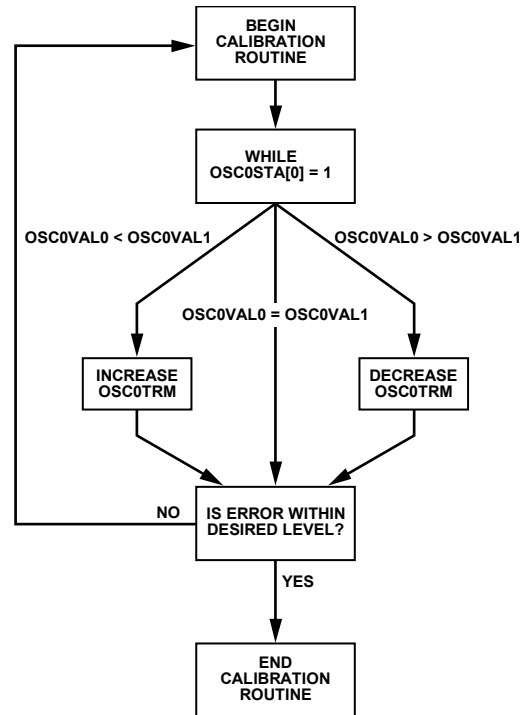 BEGIN
CALIBRATION
ROUTINE
WHILE
OSC0STA[0] = 1
OSC0VAL0 < OSC0VAL1
OSC0VAL0 > OSC0VAL1
OSC0VAL0 = OSC0VAL1
INCREASE
OSC0TRM
DECREASE
OSC0TRM
NO
IS ERROR WITHIN
DESIRED LEVEL?
YES
END
CALIBRATION
ROUTINE